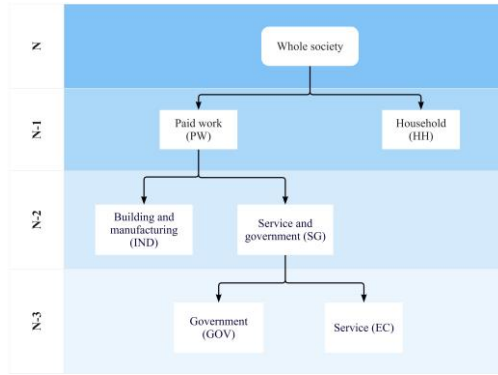 N
Whole society
N-1
Paid work
(PW)
Household
(HH)
N-2
Building and
manufacturing
(IND)
Service and
government (SG)
N-3
Government
(GOV)
Service (EC)